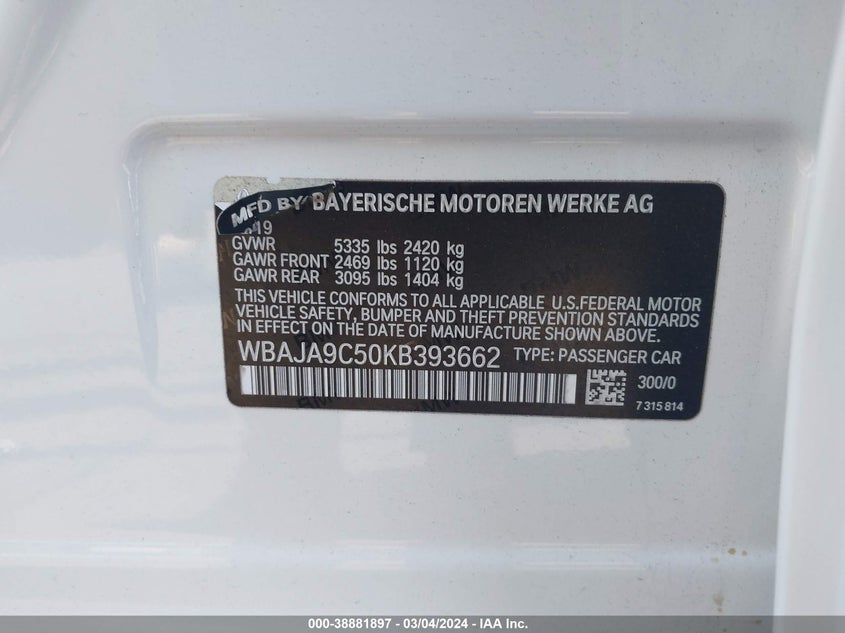 MFD BY BAYERISCHE MOTOREN WERKE AG
GVWR 5335 lbs 2420 kg
GAWR FRONT 2469 lbs 1120 kg
GAWR REAR 3095 lbs 1404 kg
THIS VEHICLE CONFORMS TO ALL APPLICABLE U.S.FEDERAL MOTOR
VEHICLE SAFETY, BUMPER AND THEFT PREVENTION STANDARDS
IN EFFECT ON THE DATE OF MANUFACTURE SHOWN ABOVE.
WBAJA9C50KB393662 TYPE: PASSENGER CAR
300/0
7 315 814
000-38881897 — 03/04/2024 — IAA Inc.